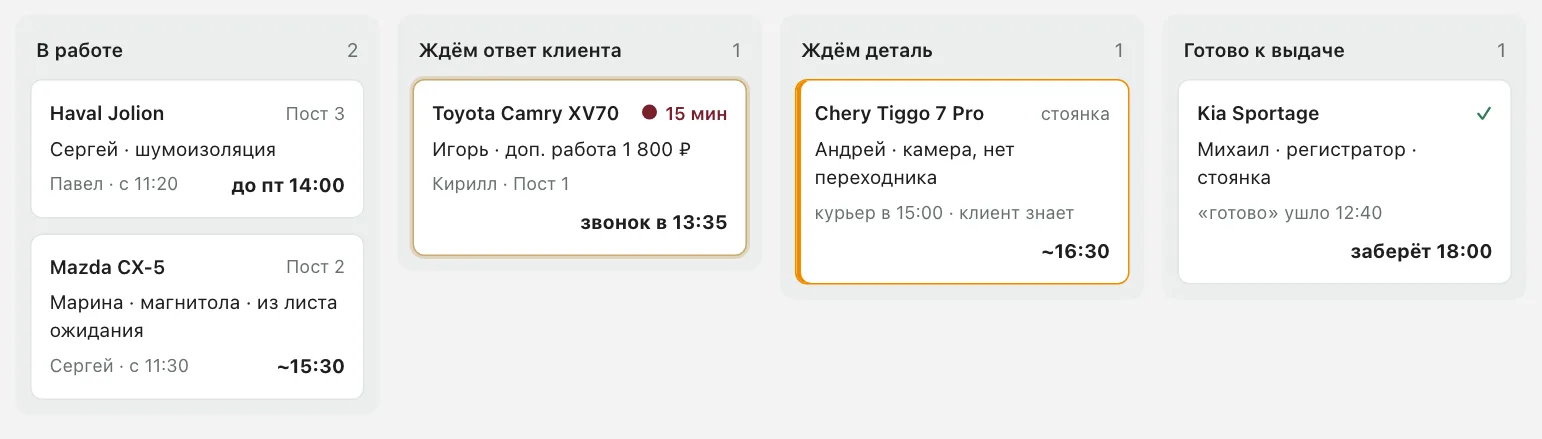 В работе 2
Haval Jolion Пост 3
Сергей · шумоизоляция
Павел · с 11:20 до пт 14:00
Mazda CX-5 Пост 2
Марина · магнитола · из листа
ожидания
Сергей · с 11:30 ~15:30
Ждём ответ клиента 1
Toyota Camry XV70 15 мин
Игорь · доп. работа 1 800 ₽
Кирилл · Пост 1
звонок в 13:35
Ждём деталь 1
Chery Tiggo 7 Pro стоянка
Андрей · камера, нет
переходника
курьер в 15:00 · клиент знает
~16:30
Готово к выдаче 1
Kia Sportage ✓
Михаил · регистратор ·
стоянка
«готово» ушло 12:40
заберёт 18:00